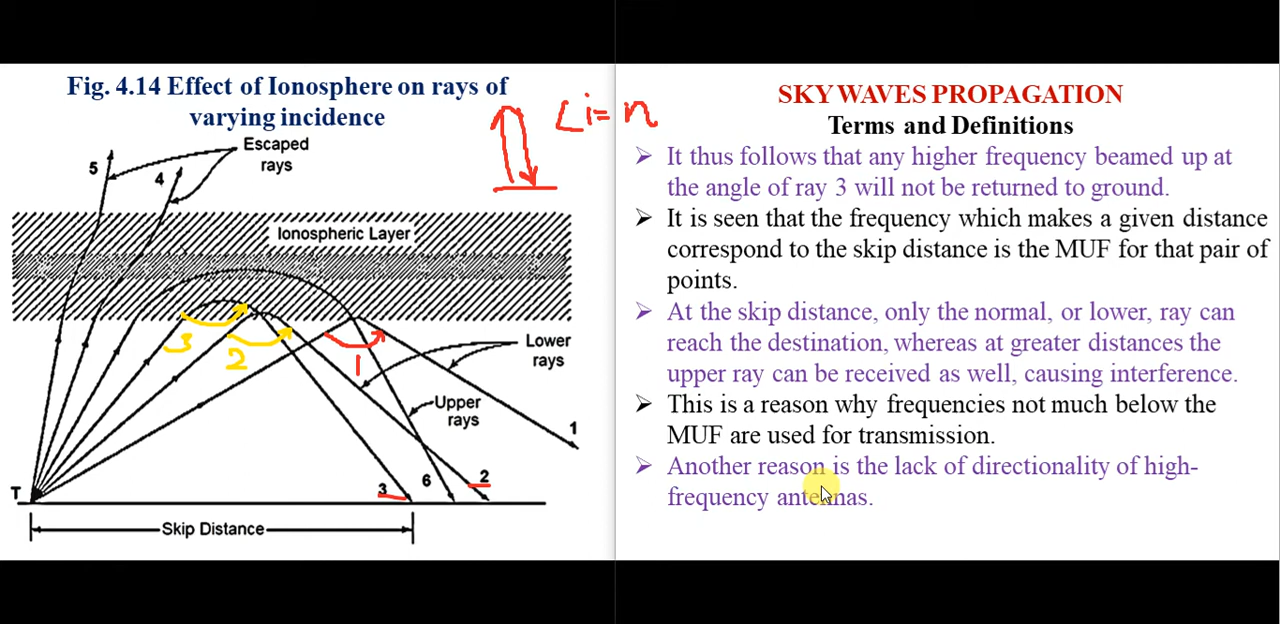 Fig. 4.14 Effect of Ionosphere on rays of
varying incidence
∠i= n
Escaped
rays
5
4
Ionospheric Layer
3
2
1
Lower
rays
Upper
rays
1
T
3
6
2
Skip Distance
SKY WAVES PROPAGATION
Terms and Definitions
➢ It thus follows that any higher frequency beamed up at
the angle of ray 3 will not be returned to ground.
➢ It is seen that the frequency which makes a given distance
correspond to the skip distance is the MUF for that pair of
points.
➢ At the skip distance, only the normal, or lower, ray can
reach the destination, whereas at greater distances the
upper ray can be received as well, causing interference.
➢ This is a reason why frequencies not much below the
MUF are used for transmission.
➢ Another reason is the lack of directionality of high-
frequency antennas.